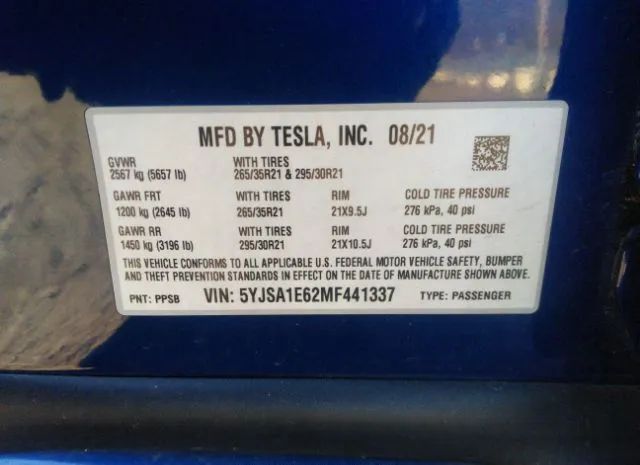 MFD BY TESLA, INC. 08/21
GVWR WITH TIRES
2567 kg (5657 lb) 265/35R21 & 295/30R21
GAWR FRT WITH TIRES RIM COLD TIRE PRESSURE
1200 kg (2645 lb) 265/35R21 21X9.5J 276 kPa, 40 psi
GAWR RR WITH TIRES RIM COLD TIRE PRESSURE
1450 kg (3196 lb) 295/30R21 21X10.5J 276 kPa, 40 psi
THIS VEHICLE CONFORMS TO ALL APPLICABLE U.S. FEDERAL MOTOR VEHICLE SAFETY, BUMPER
AND THEFT PREVENTION STANDARDS IN EFFECT ON THE DATE OF MANUFACTURE SHOWN ABOVE.
PNT: PPSB VIN: 5YJSA1E62MF441337 TYPE: PASSENGER